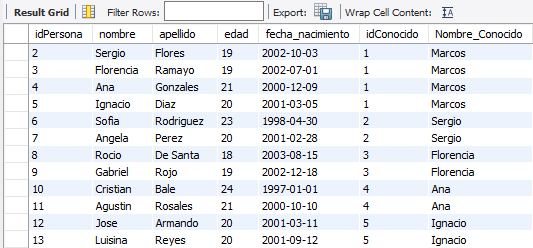 Result Grid Filter Rows: Export: Wrap Cell Content: IA
idPersona nombre apellido edad fecha_nacimiento idConocido Nombre_Conocido
2 Sergio Flores 19 2002-10-03 1 Marcos
3 Florencia Ramayo 19 2002-07-01 1 Marcos
4 Ana Gonzales 21 2000-12-09 1 Marcos
5 Ignacio Diaz 20 2001-03-05 1 Marcos
6 Sofia Rodriguez 23 1998-04-30 2 Sergio
7 Angela Perez 20 2001-02-28 2 Sergio
8 Rocio De Santa 18 2003-08-15 3 Florencia
9 Gabriel Rojo 19 2002-12-18 3 Florencia
10 Cristian Bale 24 1997-01-01 4 Ana
11 Agustin Rosales 21 2000-10-10 4 Ana
12 Jose Armando 20 2001-03-11 5 Ignacio
13 Luisina Reyes 20 2001-09-12 5 Ignacio